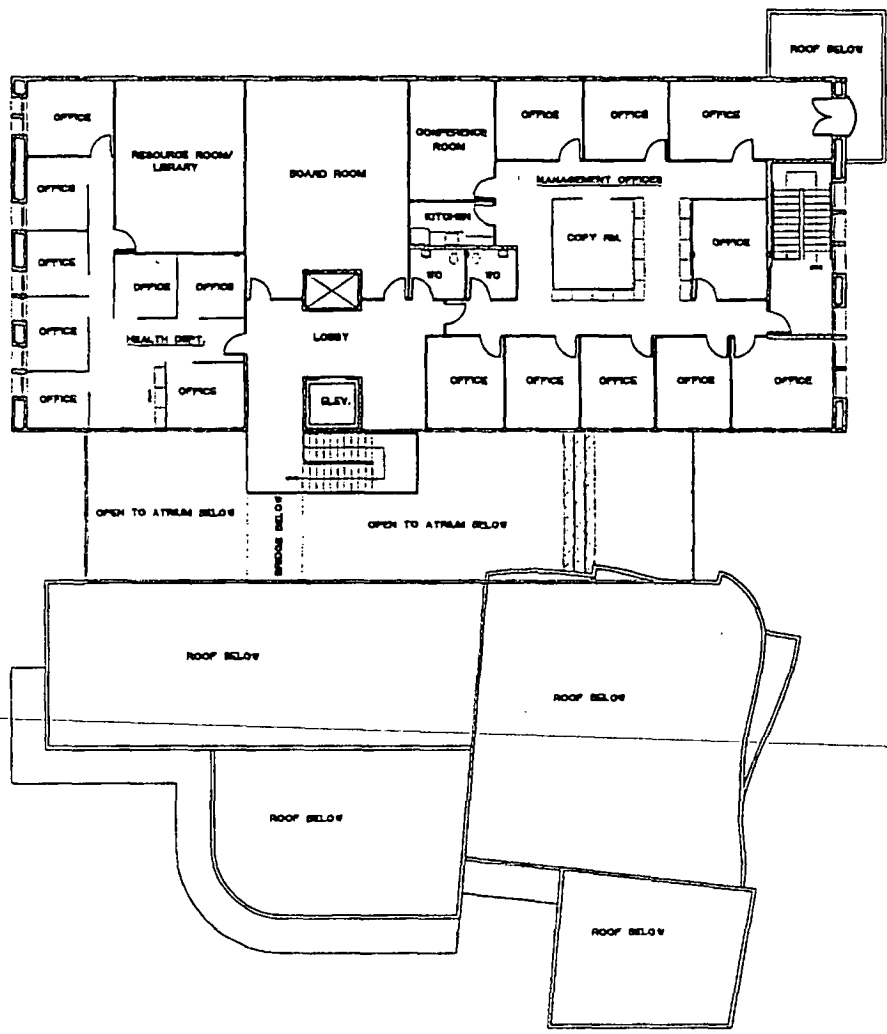 ROOF BELOW
OFFICE
OFFICE
OFFICE
OFFICE
CONFERENCE
ROOM
RESOURCE ROOM/
LIBRARY
BOARD ROOM
MANAGEMENT OFFICES
OFFICE
KITCHEN
COPY RM.
OFFICE
OFFICE
WC
WC
OFFICE
OFFICE
OFFICE
HEALTH DEPT.
LOBBY
OFFICE
OFFICE
OFFICE
OFFICE
OFFICE
OFFICE
OFFICE
ELEV.
OFFICE
OPEN TO ATRIUM BELOW
BRIDGE BELOW
OPEN TO ATRIUM BELOW
ROOF BELOW
ROOF BELOW
ROOF BELOW
ROOF BELOW